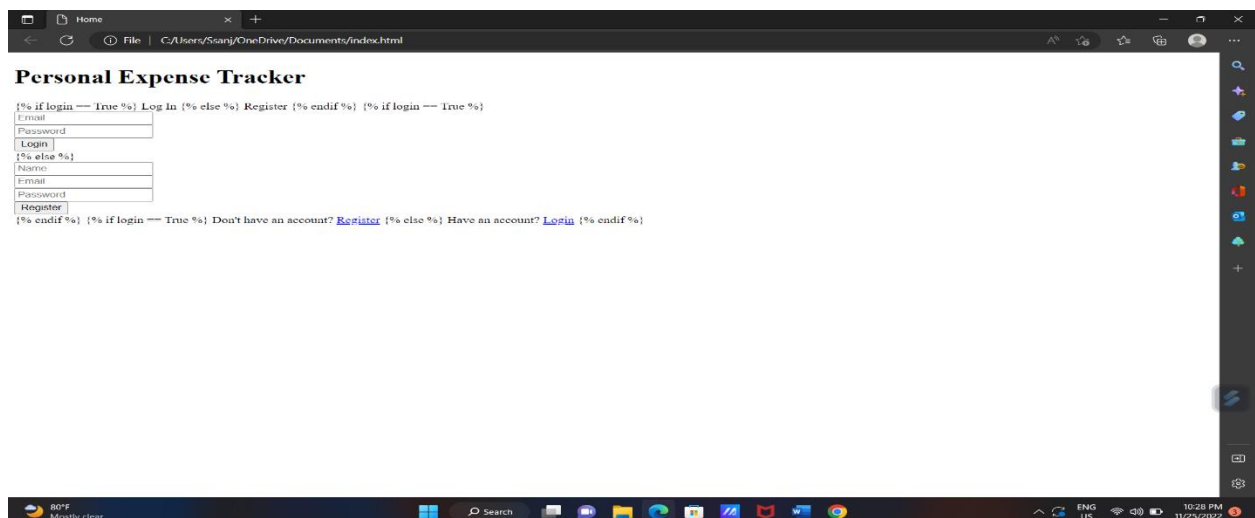 Home
File | C:/Users/Ssanj/OneDrive/Documents/index.html
Personal Expense Tracker
{% if login == True %} Log In {% else %} Register {% endif %} {% if login == True %}
Email
Password
Login
{% else %}
Name
Email
Password
Register
{% endif %} {% if login == True %} Don't have an account? Register {% else %} Have an account? Login {% endif %}
80°F
Mostly clear
Search
ENG
US
10:28 PM
11/25/2022
3